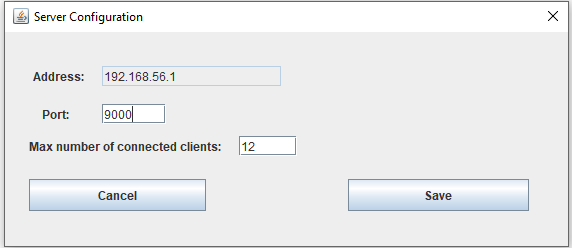 Server Configuration
Address: 192.168.56.1
Port: 9000
Max number of connected clients: 12
Cancel Save